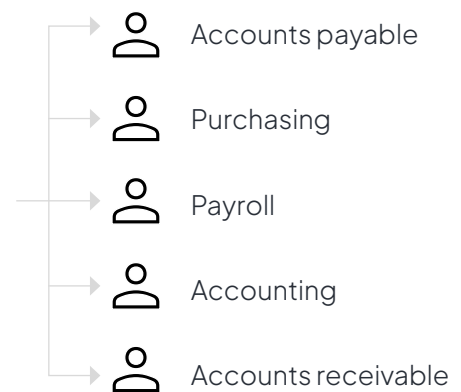 Accounts payable
Purchasing
Payroll
Accounting
Accounts receivable